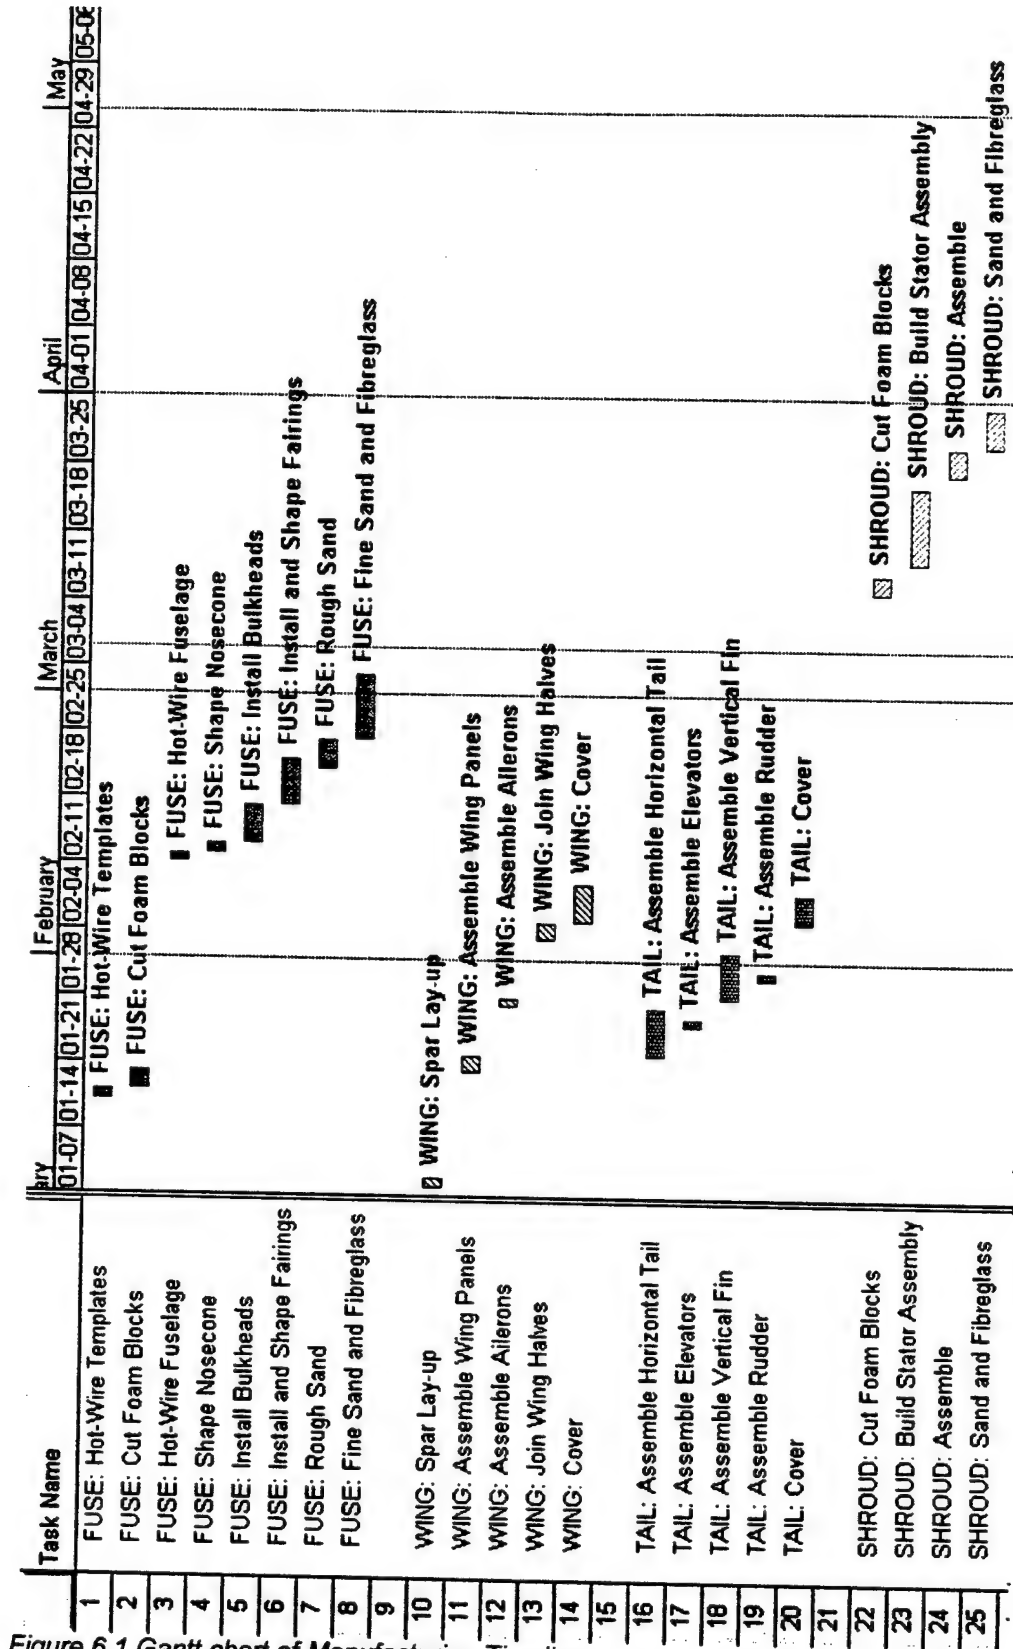 Task Name
ary February March April May
01-07 01-14 01-21 01-28 02-04 02-11 02-18 02-25 03-04 03-11 03-18 03-25 04-01 04-08 04-15 04-22 04-29 05-06
1 FUSE: Hot-Wire Templates FUSE: Hot-Wire Templates
2 FUSE: Cut Foam Blocks FUSE: Cut Foam Blocks
3 FUSE: Hot-Wire Fuselage FUSE: Hot-Wire Fuselage
4 FUSE: Shape Nosecone FUSE: Shape Nosecone
5 FUSE: Install Bulkheads FUSE: Install Bulkheads
6 FUSE: Install and Shape Fairings FUSE: Install and Shape Fairings
7 FUSE: Rough Sand FUSE: Rough Sand
8 FUSE: Fine Sand and Fibreglass FUSE: Fine Sand and Fibreglass
9
10 WING: Spar Lay-up WING: Spar Lay-up
11 WING: Assemble Wing Panels WING: Assemble Wing Panels
12 WING: Assemble Ailerons WING: Assemble Ailerons
13 WING: Join Wing Halves WING: Join Wing Halves
14 WING: Cover WING: Cover
15
16 TAIL: Assemble Horizontal Tail TAIL: Assemble Horizontal Tail
17 TAIL: Assemble Elevators TAIL: Assemble Elevators
18 TAIL: Assemble Vertical Fin TAIL: Assemble Vertical Fin
19 TAIL: Assemble Rudder TAIL: Assemble Rudder
20 TAIL: Cover TAIL: Cover
21
22 SHROUD: Cut Foam Blocks SHROUD: Cut Foam Blocks
23 SHROUD: Build Stator Assembly SHROUD: Build Stator Assembly
24 SHROUD: Assemble SHROUD: Assemble
25 SHROUD: Sand and Fibreglass SHROUD: Sand and Fibreglass
Figure 6.1 Gantt chart of